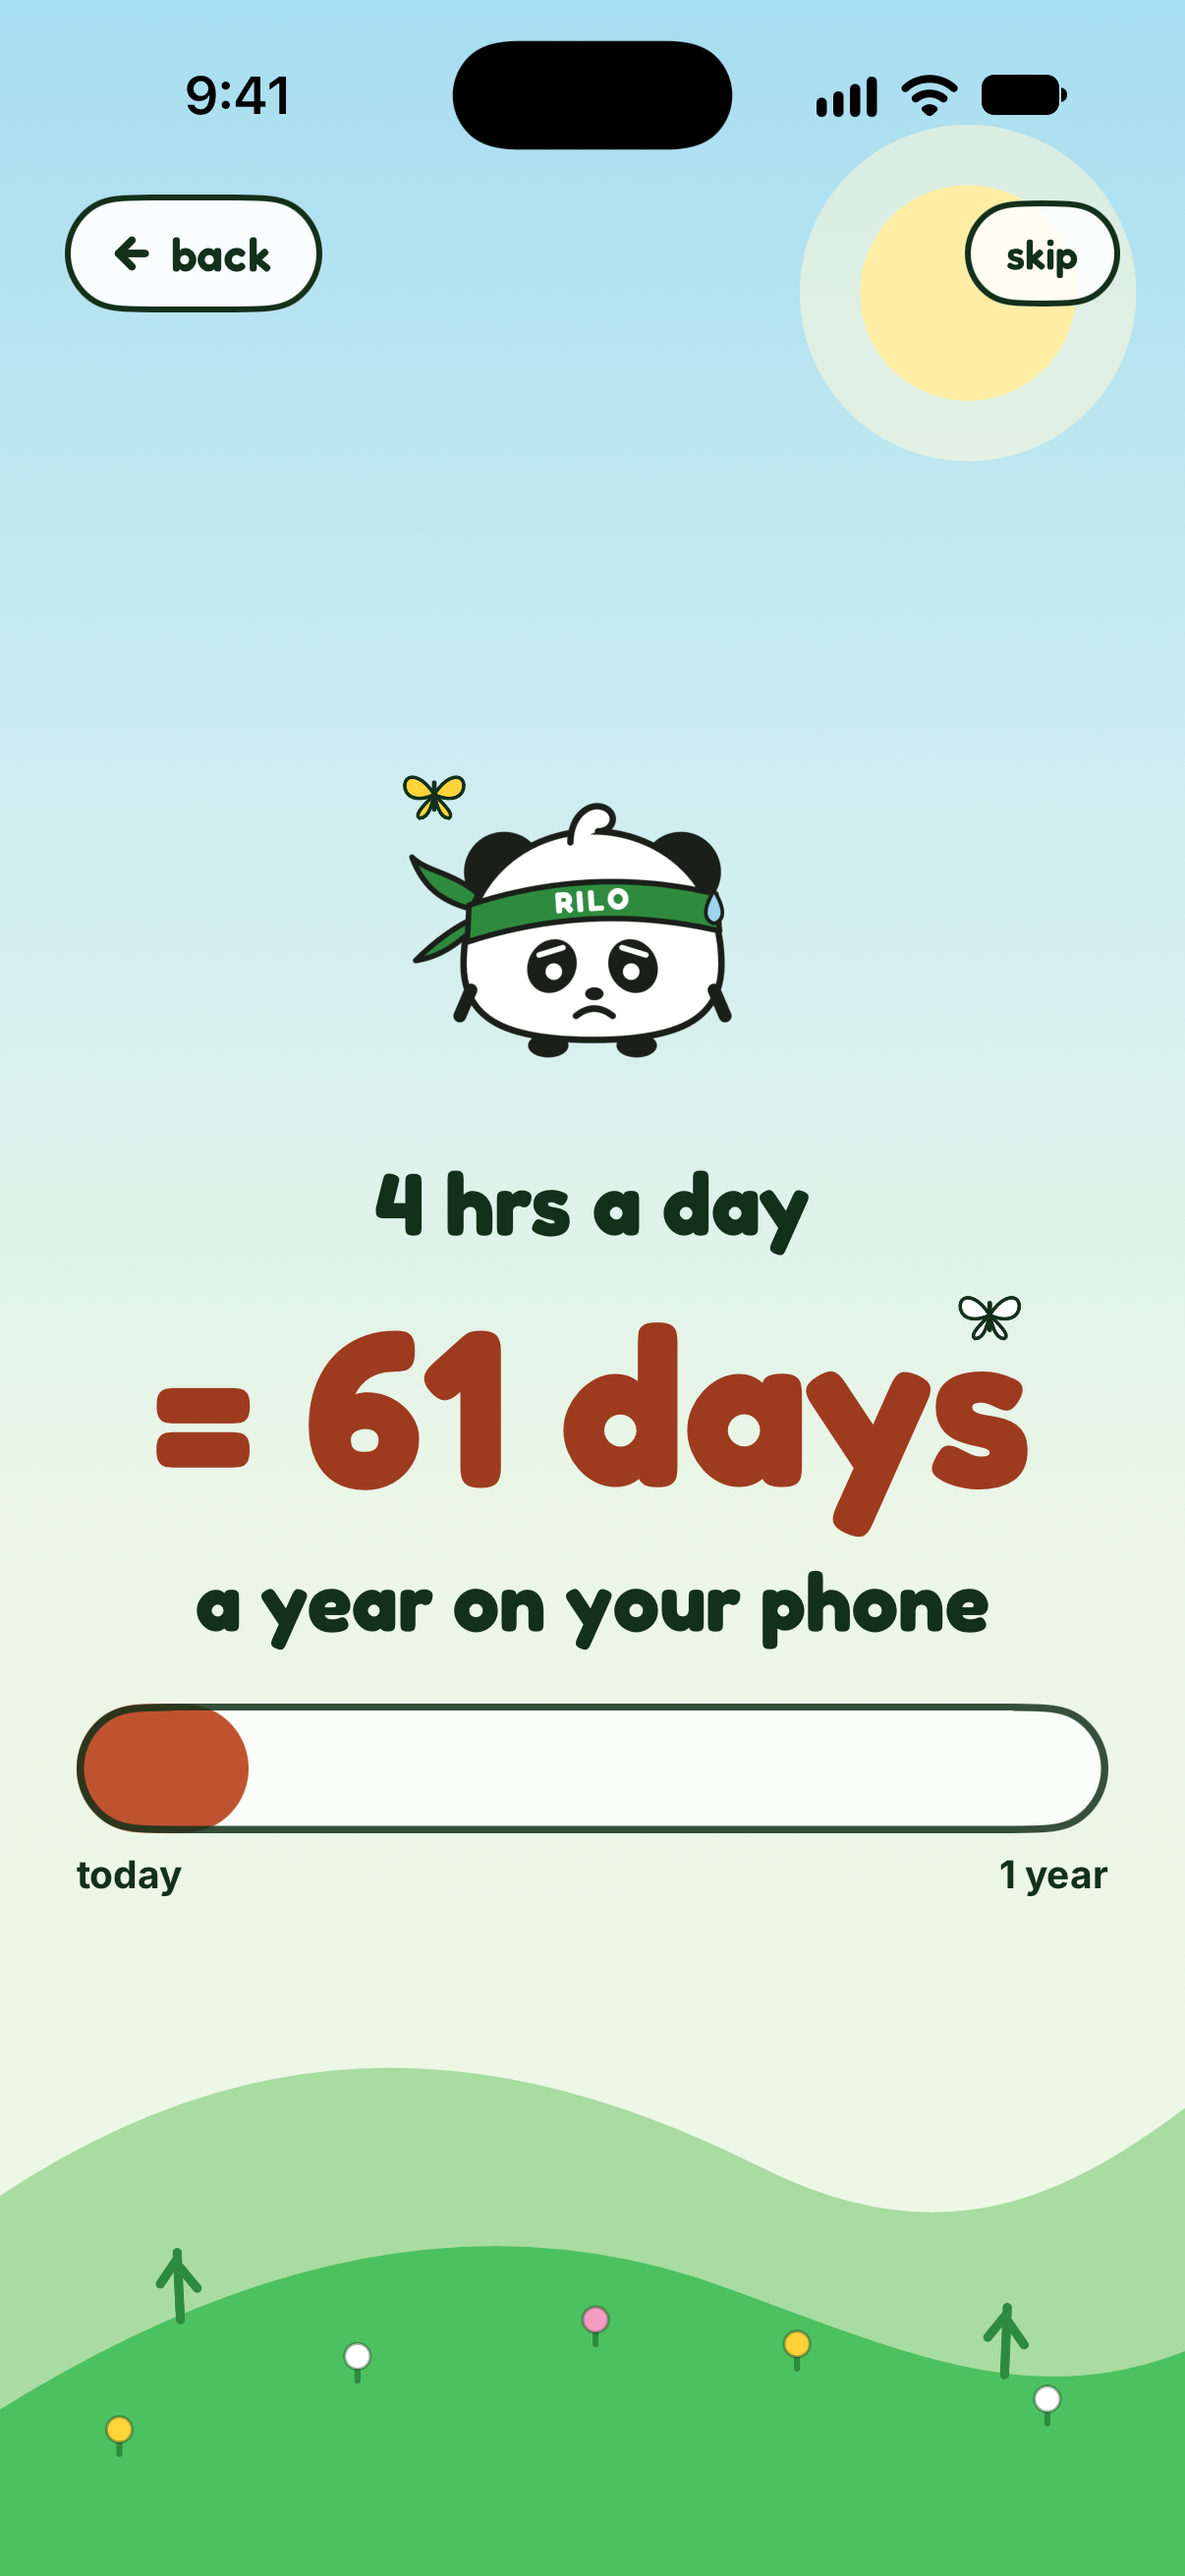 9:41
← back
skip
RILO
4 hrs a day
= 61 days
a year on your phone
today
1 year